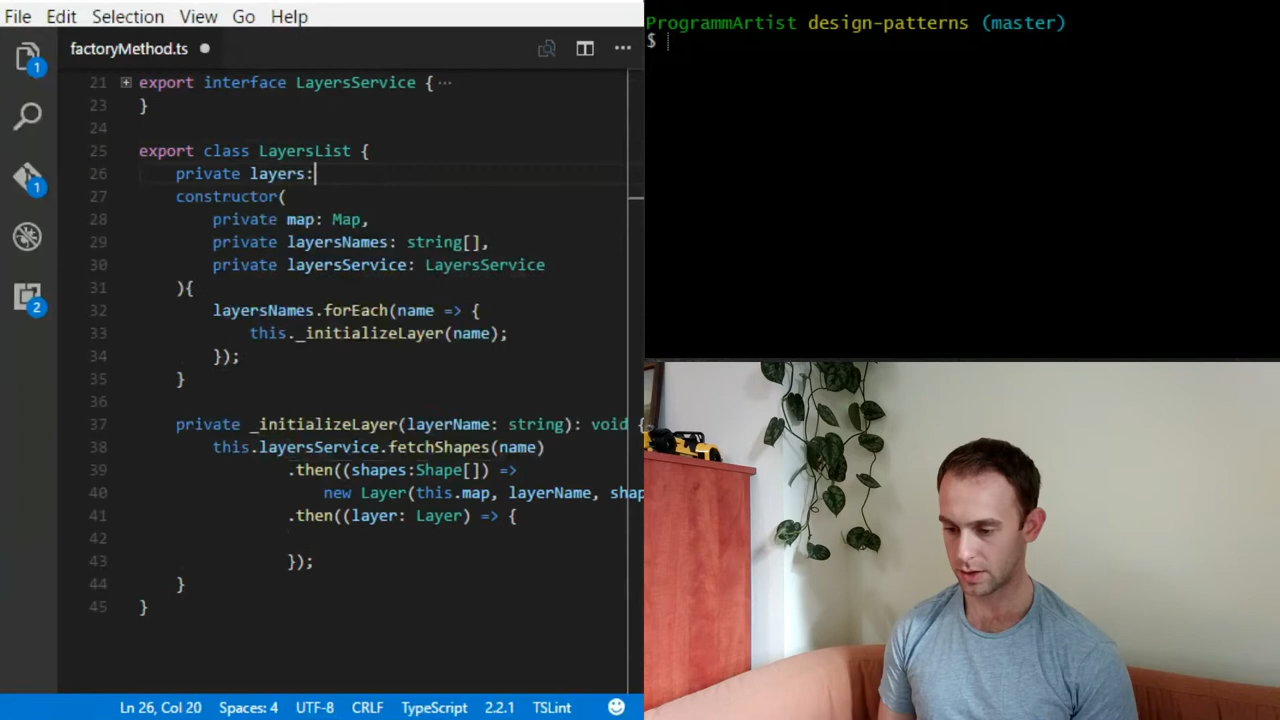 File Edit Selection View Go Help
factoryMethod.ts
21 export interface LayersService {
23 }
24
25 export class LayersList {
26 private layers:
27 constructor(
28 private map: Map,
29 private layersNames: string[],
30 private layersService: LayersService
31 ){
32 layersNames.forEach(name => {
33 this._initializeLayer(name);
34 });
35 }
36
37 private _initializeLayer(layerName: string): void {
38 this.layersService.fetchShapes(name)
39 .then((shapes:Shape[]) =>
40 new Layer(this.map, layerName, shap
41 .then((layer: Layer) => {
42
43 });
44 }
45 }
1
1
2
Ln 26, Col 20 Spaces: 4 UTF-8 CRLF TypeScript 2.2.1 TSLint
ProgrammArtist design-patterns (master)
$